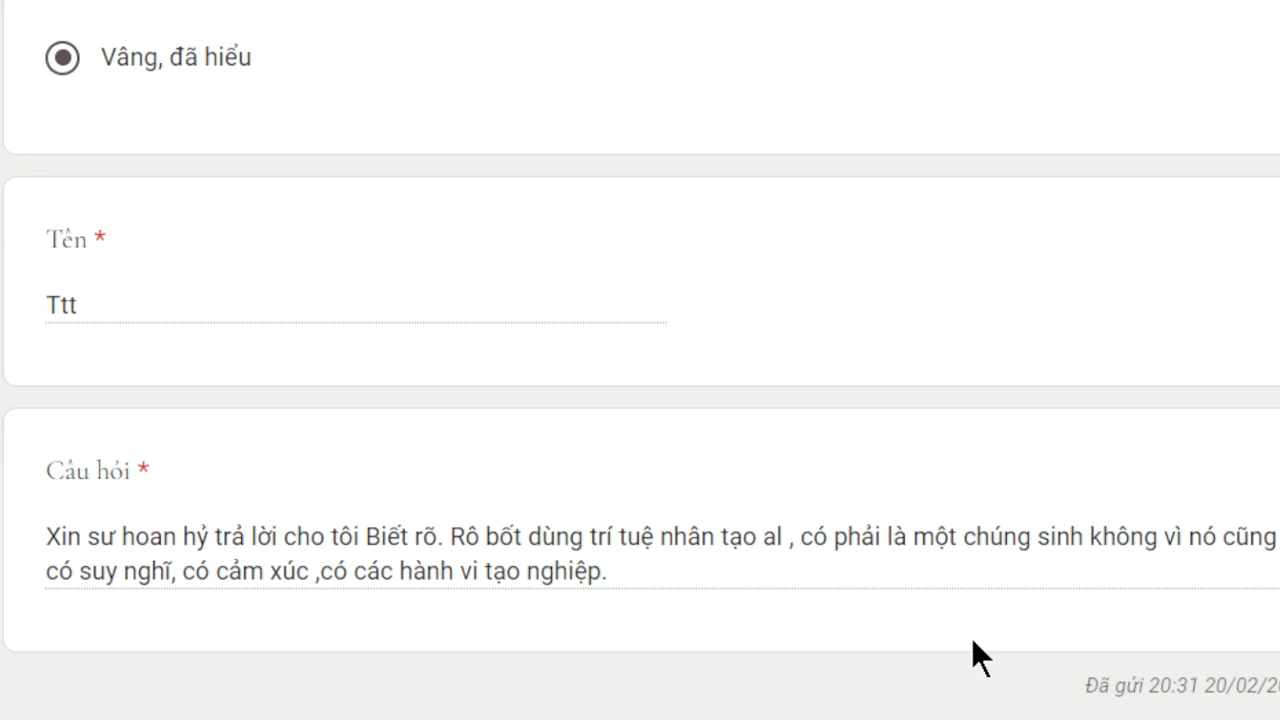 Vâng, đã hiểu
Tên *
Ttt
Câu hỏi *
Xin sư hoan hỷ trả lời cho tôi Biết rõ. Rô bốt dùng trí tuệ nhân tạo al , có phải là một chúng sinh không vì nó cũng
có suy nghĩ, có cảm xúc ,có các hành vi tạo nghiệp.
Đã gửi 20:31 20/02/20